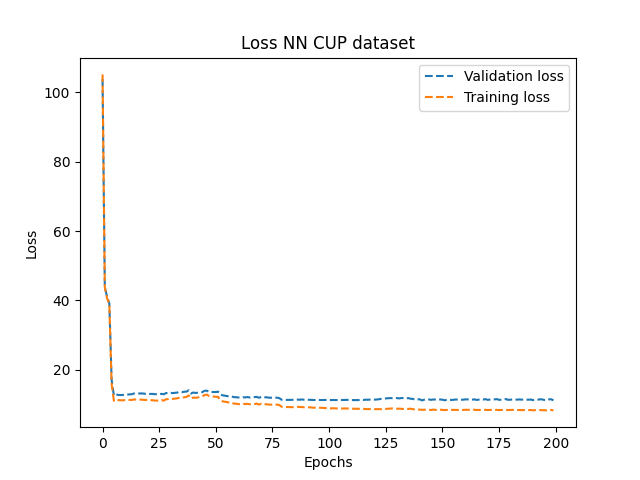 Loss NN CUP dataset
Validation loss
Training loss
100
80
60
40
20
Loss
0 25 50 75 100 125 150 175 200
Epochs